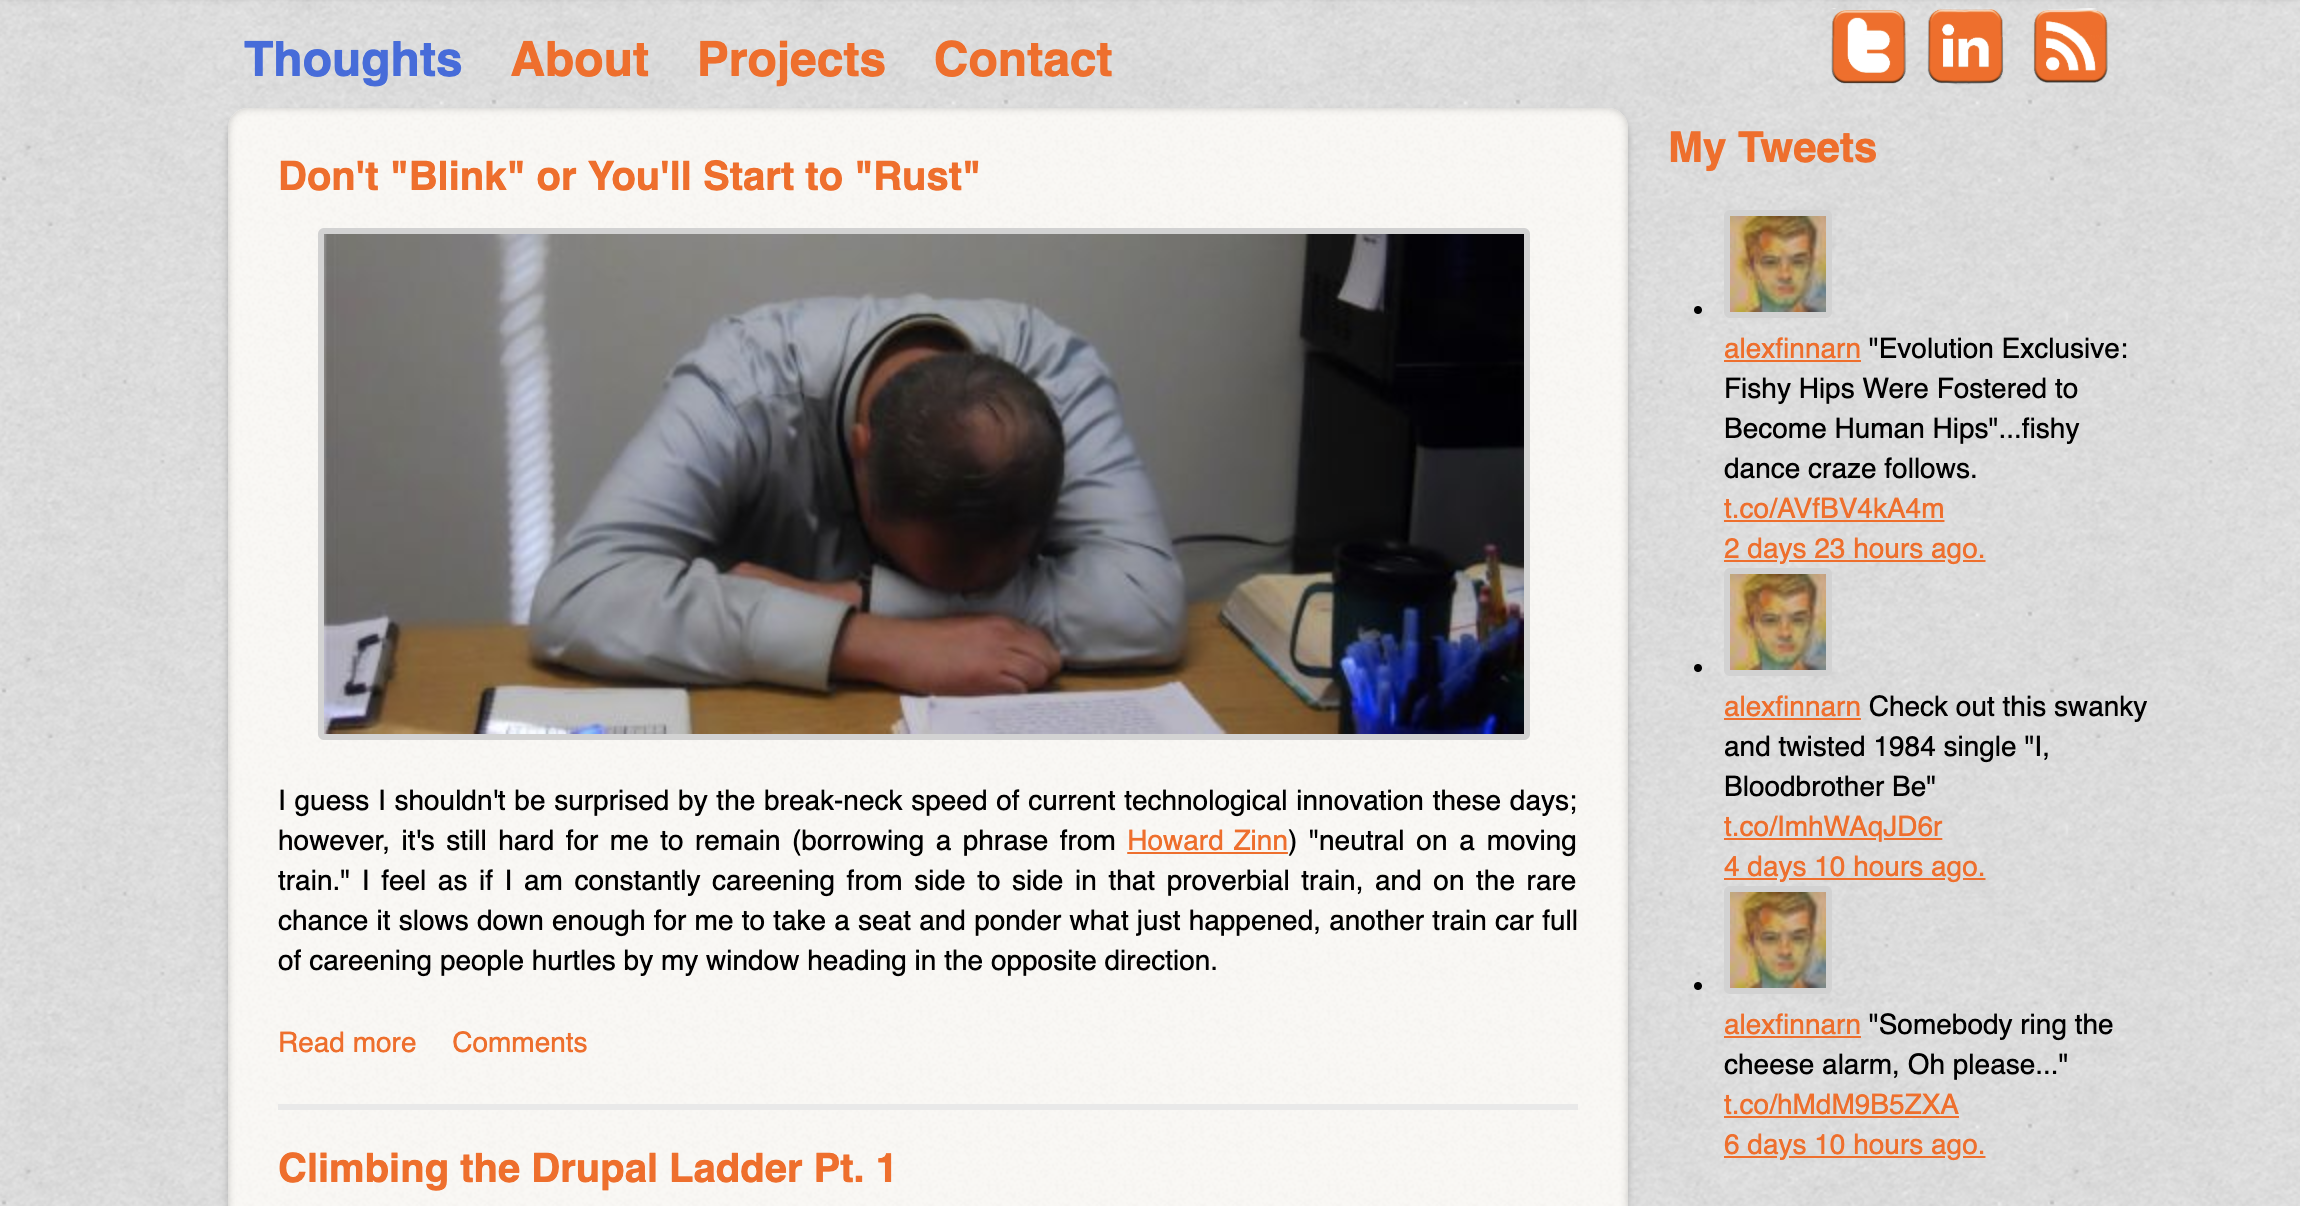 Thoughts About Projects Contact
Don't "Blink" or You'll Start to "Rust"
I guess I shouldn't be surprised by the break-neck speed of current technological innovation these days;
however, it's still hard for me to remain (borrowing a phrase from Howard Zinn) "neutral on a moving
train." I feel as if I am constantly careening from side to side in that proverbial train, and on the rare
chance it slows down enough for me to take a seat and ponder what just happened, another train car full
of careening people hurtles by my window heading in the opposite direction.
Read more Comments
Climbing the Drupal Ladder Pt. 1
t in
My Tweets
alexfinnarn "Evolution Exclusive:
Fishy Hips Were Fostered to
Become Human Hips"...fishy
dance craze follows.
t.co/AVfBV4kA4m
2 days 23 hours ago.
alexfinnarn Check out this swanky
and twisted 1984 single "I,
Bloodbrother Be"
t.co/ImhWAqJD6r
4 days 10 hours ago.
alexfinnarn "Somebody ring the
cheese alarm, Oh please..."
t.co/hMdM9B5ZXA
6 days 10 hours ago.